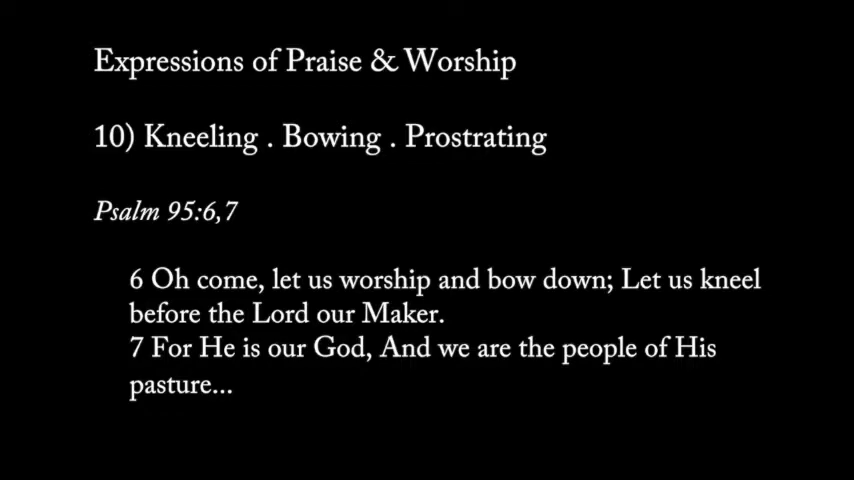 Expressions of Praise & Worship
10) Kneeling . Bowing . Prostrating
Psalm 95:6,7
6 Oh come, let us worship and bow down; Let us kneel
before the Lord our Maker.
7 For He is our God, And we are the people of His
pasture...